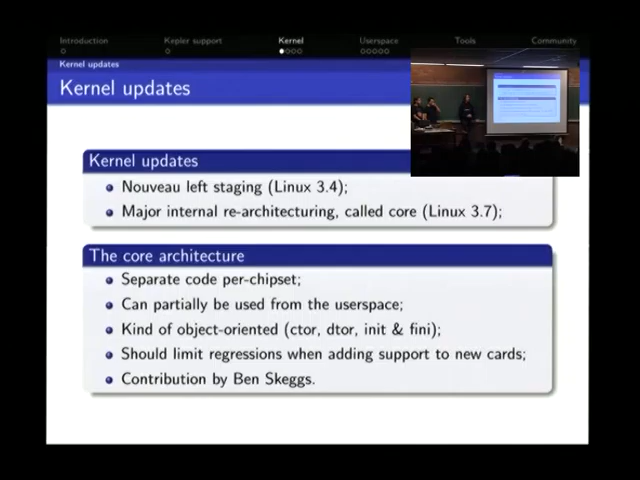 Introduction Kepler support Kernel Userspace Tools Community
Kernel updates
Kernel updates
Kernel updates
Nouveau left staging (Linux 3.4);
Major internal re-architecturing, called core (Linux 3.7);
The core architecture
Separate code per-chipset;
Can partially be used from the userspace;
Kind of object-oriented (ctor, dtor, init & fini);
Should limit regressions when adding support to new cards;
Contribution by Ben Skeggs.